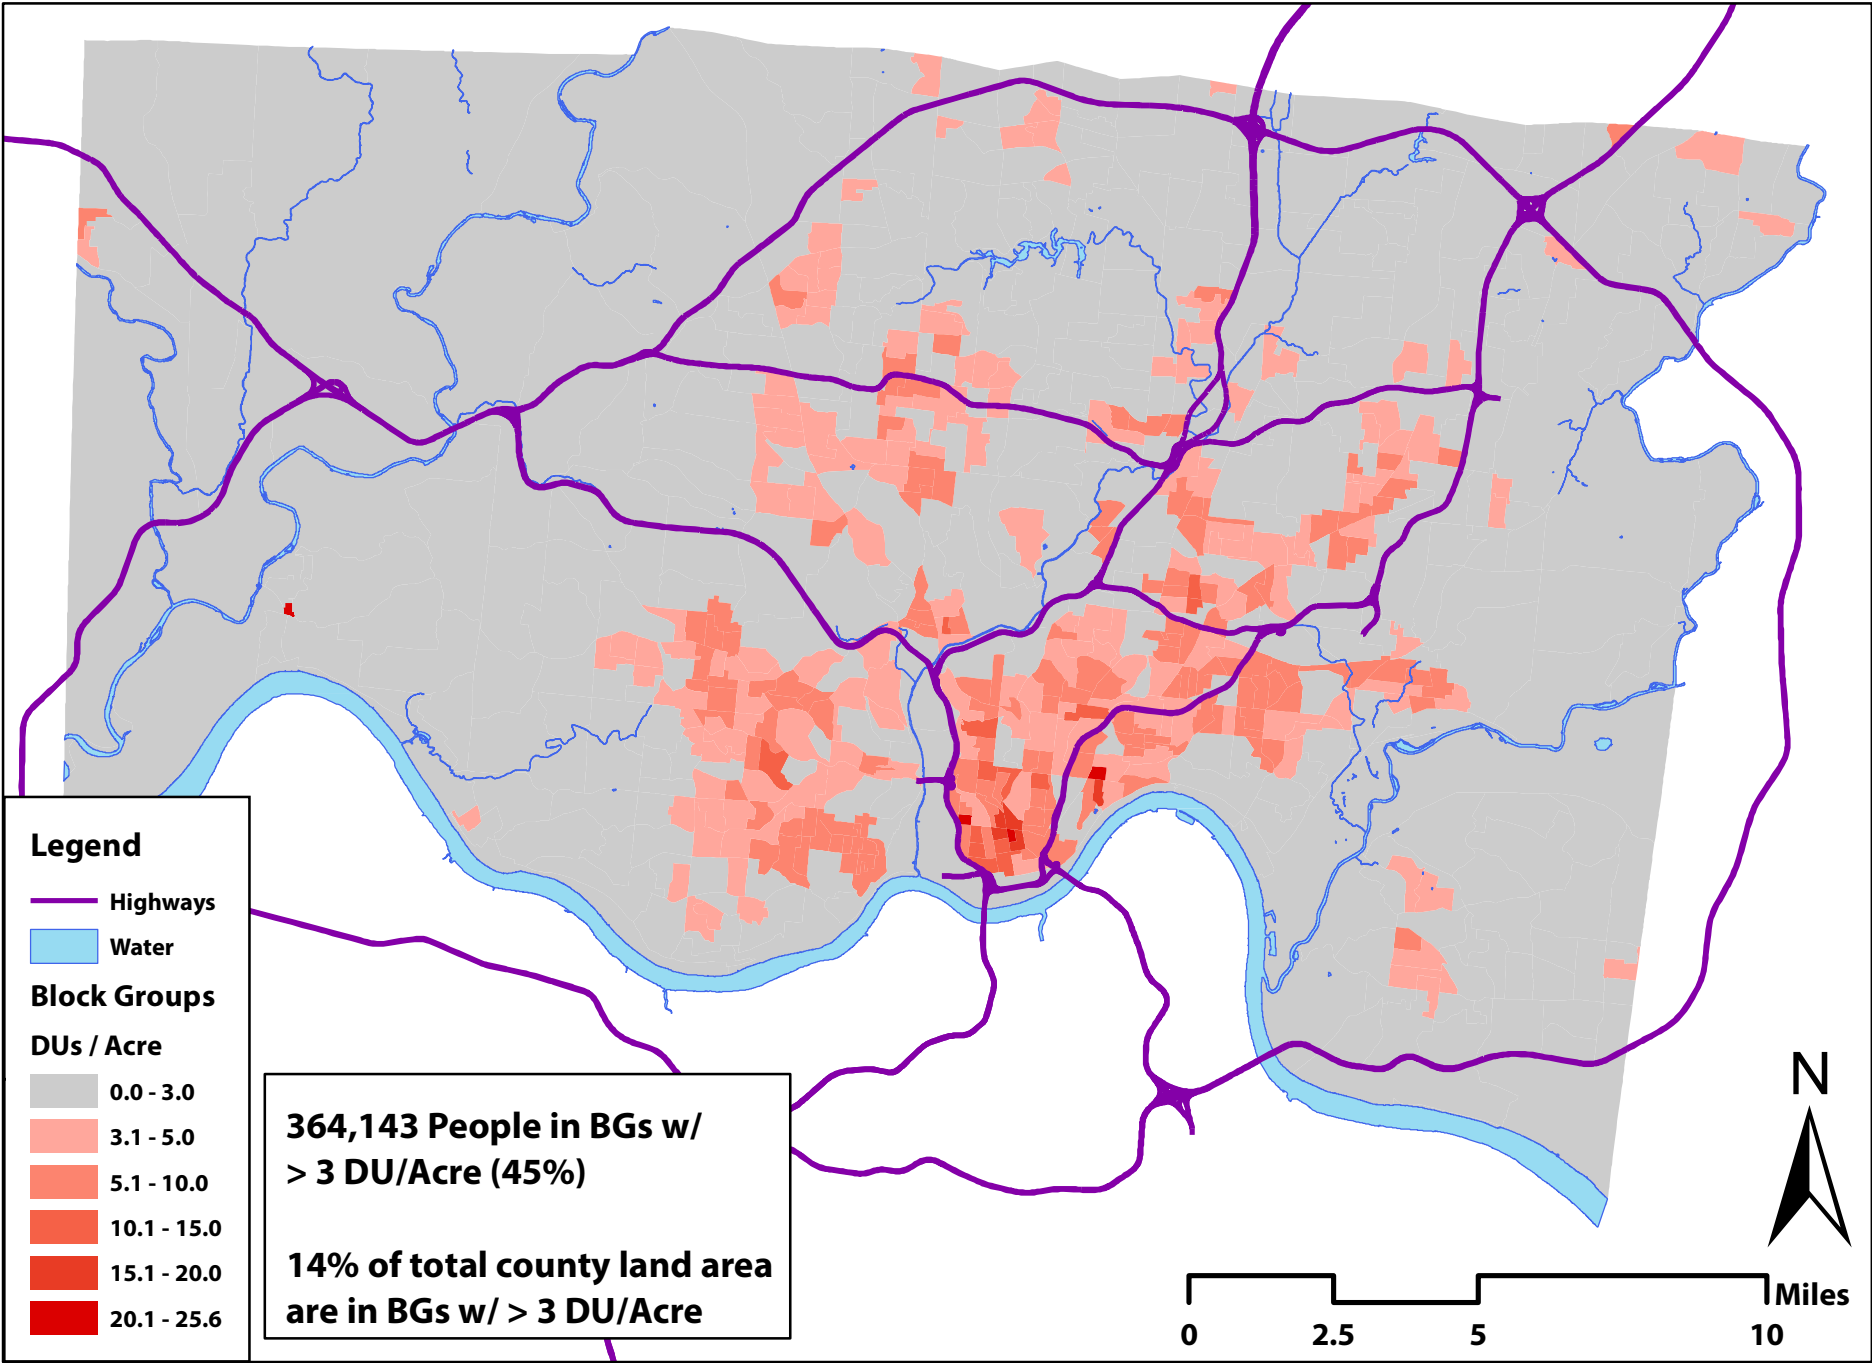 Legend
Highways
Water
Block Groups
DUs / Acre
0.0 - 3.0
3.1 - 5.0
5.1 - 10.0
10.1 - 15.0
15.1 - 20.0
20.1 - 25.6
364,143 People in BGs w/
> 3 DU/Acre (45%)
14% of total county land area
are in BGs w/ > 3 DU/Acre
N
Miles
0 2.5 5 10